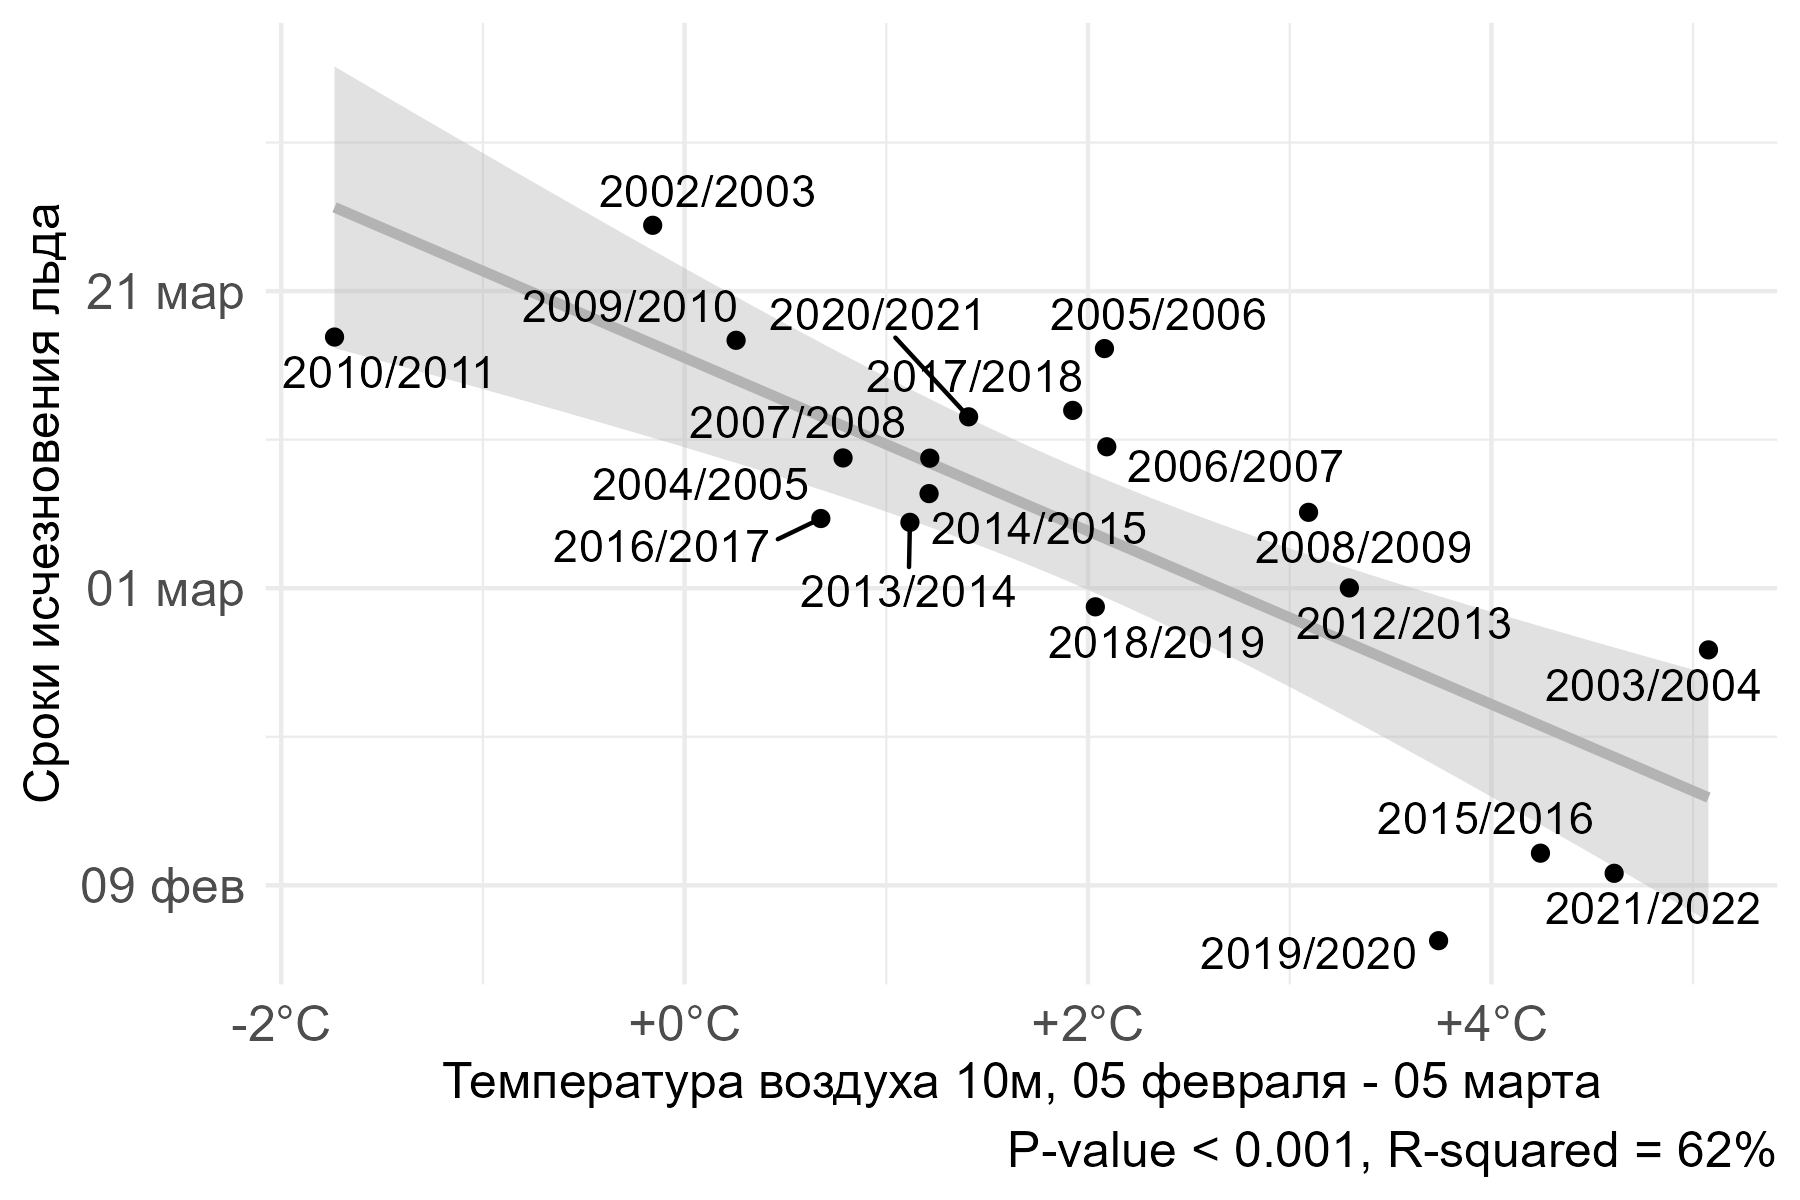 2002/2003
21 мар
2009/2010
2020/2021
2005/2006
2010/2011
2017/2018
2007/2008
2006/2007
2004/2005
2014/2015
2016/2017
2008/2009
01 мар
2013/2014
2012/2013
2018/2019
2003/2004
2015/2016
09 фев
2021/2022
2019/2020
Сроки исчезновения льда
-2°C
+0°C
+2°C
+4°C
Температура воздуха 10м, 05 февраля - 05 марта
P-value < 0.001, R-squared = 62%